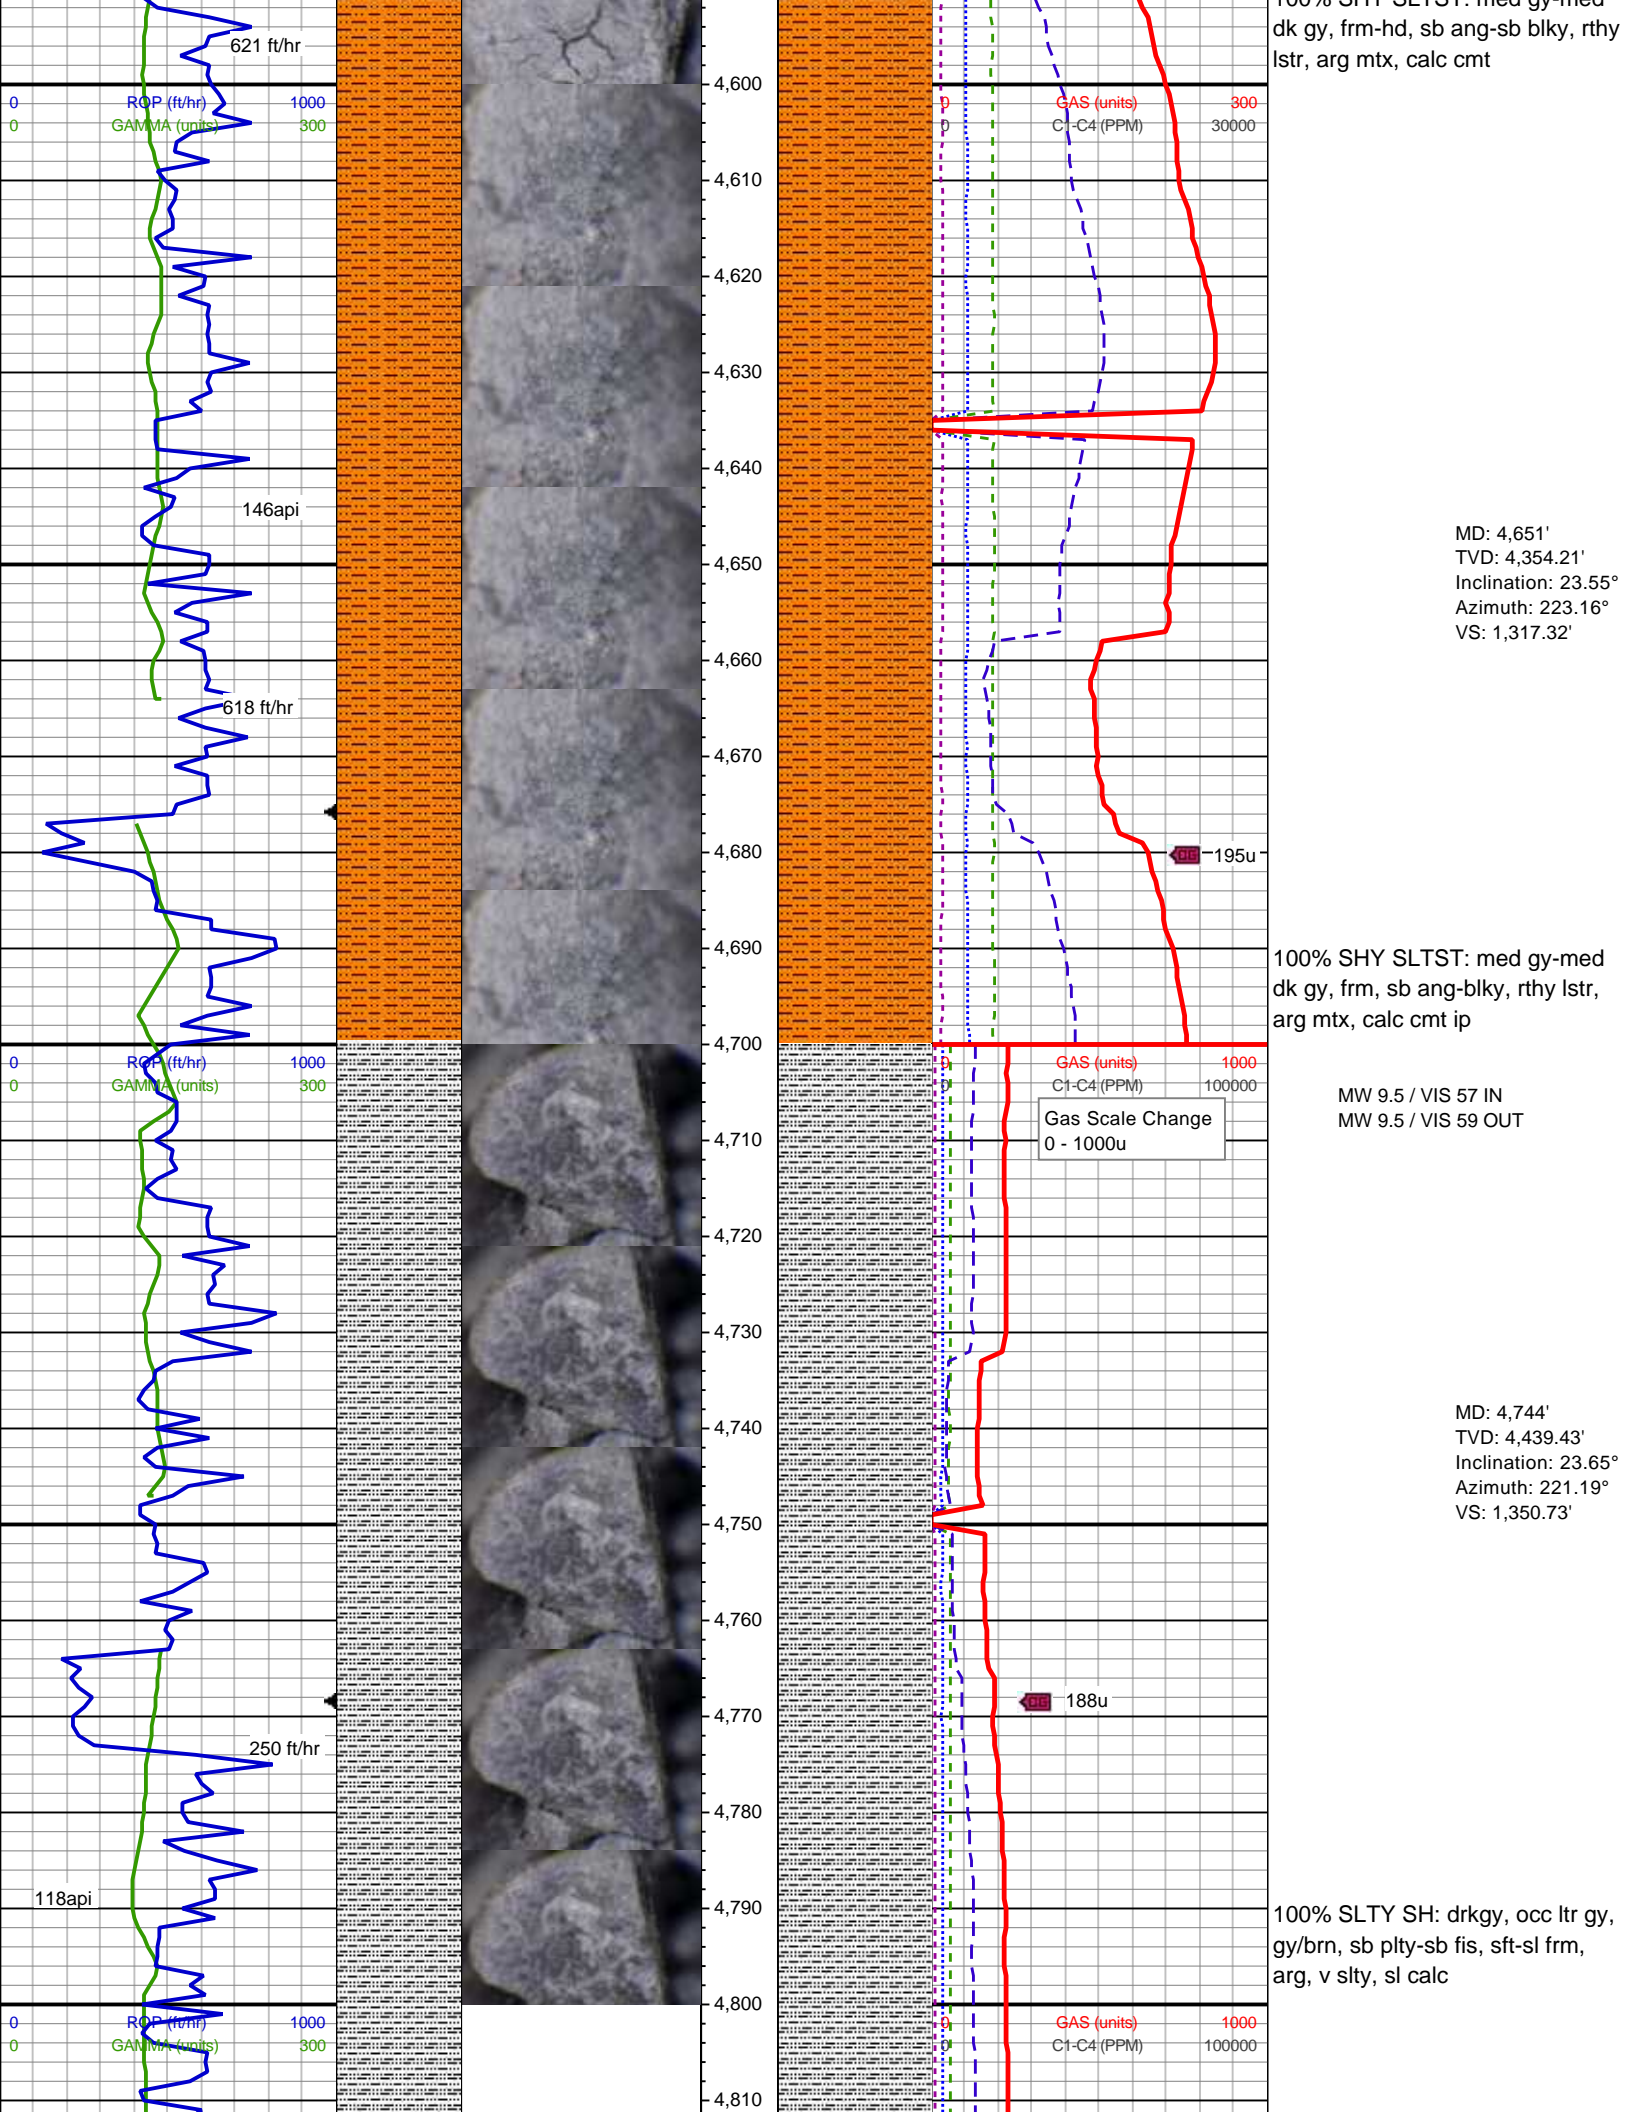 100% SHY SLTST: med gy-med
dk gy, frm-hd, sb ang-sb blky, rthy
lstr, arg mtx, calc cmt
621 ft/hr
4,600
0 ROP (ft/hr) 1000
0 GAMMA (units) 300
0 GAS (units) 300
0 C1-C4 (PPM) 30000
4,610
4,620
4,630
4,640
146api
MD: 4,651'
TVD: 4,354.21'
Inclination: 23.55°
Azimuth: 223.16°
VS: 1,317.32'
4,650
4,660
618 ft/hr
4,670
4,680
DG 195u
4,690
100% SHY SLTST: med gy-med
dk gy, frm, sb ang-blky, rthy lstr,
arg mtx, calc cmt ip
4,700
0 ROP (ft/hr) 1000
0 GAMMA (units) 300
0 GAS (units) 1000
0 C1-C4 (PPM) 100000
Gas Scale Change
0 - 1000u
MW 9.5 / VIS 57 IN
MW 9.5 / VIS 59 OUT
4,710
4,720
4,730
4,740
MD: 4,744'
TVD: 4,439.43'
Inclination: 23.65°
Azimuth: 221.19°
VS: 1,350.73'
4,750
4,760
DG 188u
4,770
250 ft/hr
4,780
118api
4,790
100% SLTY SH: drkgy, occ ltr gy,
gy/brn, sb plty-sb fis, sft-sl frm,
arg, v slty, sl calc
4,800
0 ROP (ft/hr) 1000
0 GAMMA (units) 300
0 GAS (units) 1000
0 C1-C4 (PPM) 100000
4,810